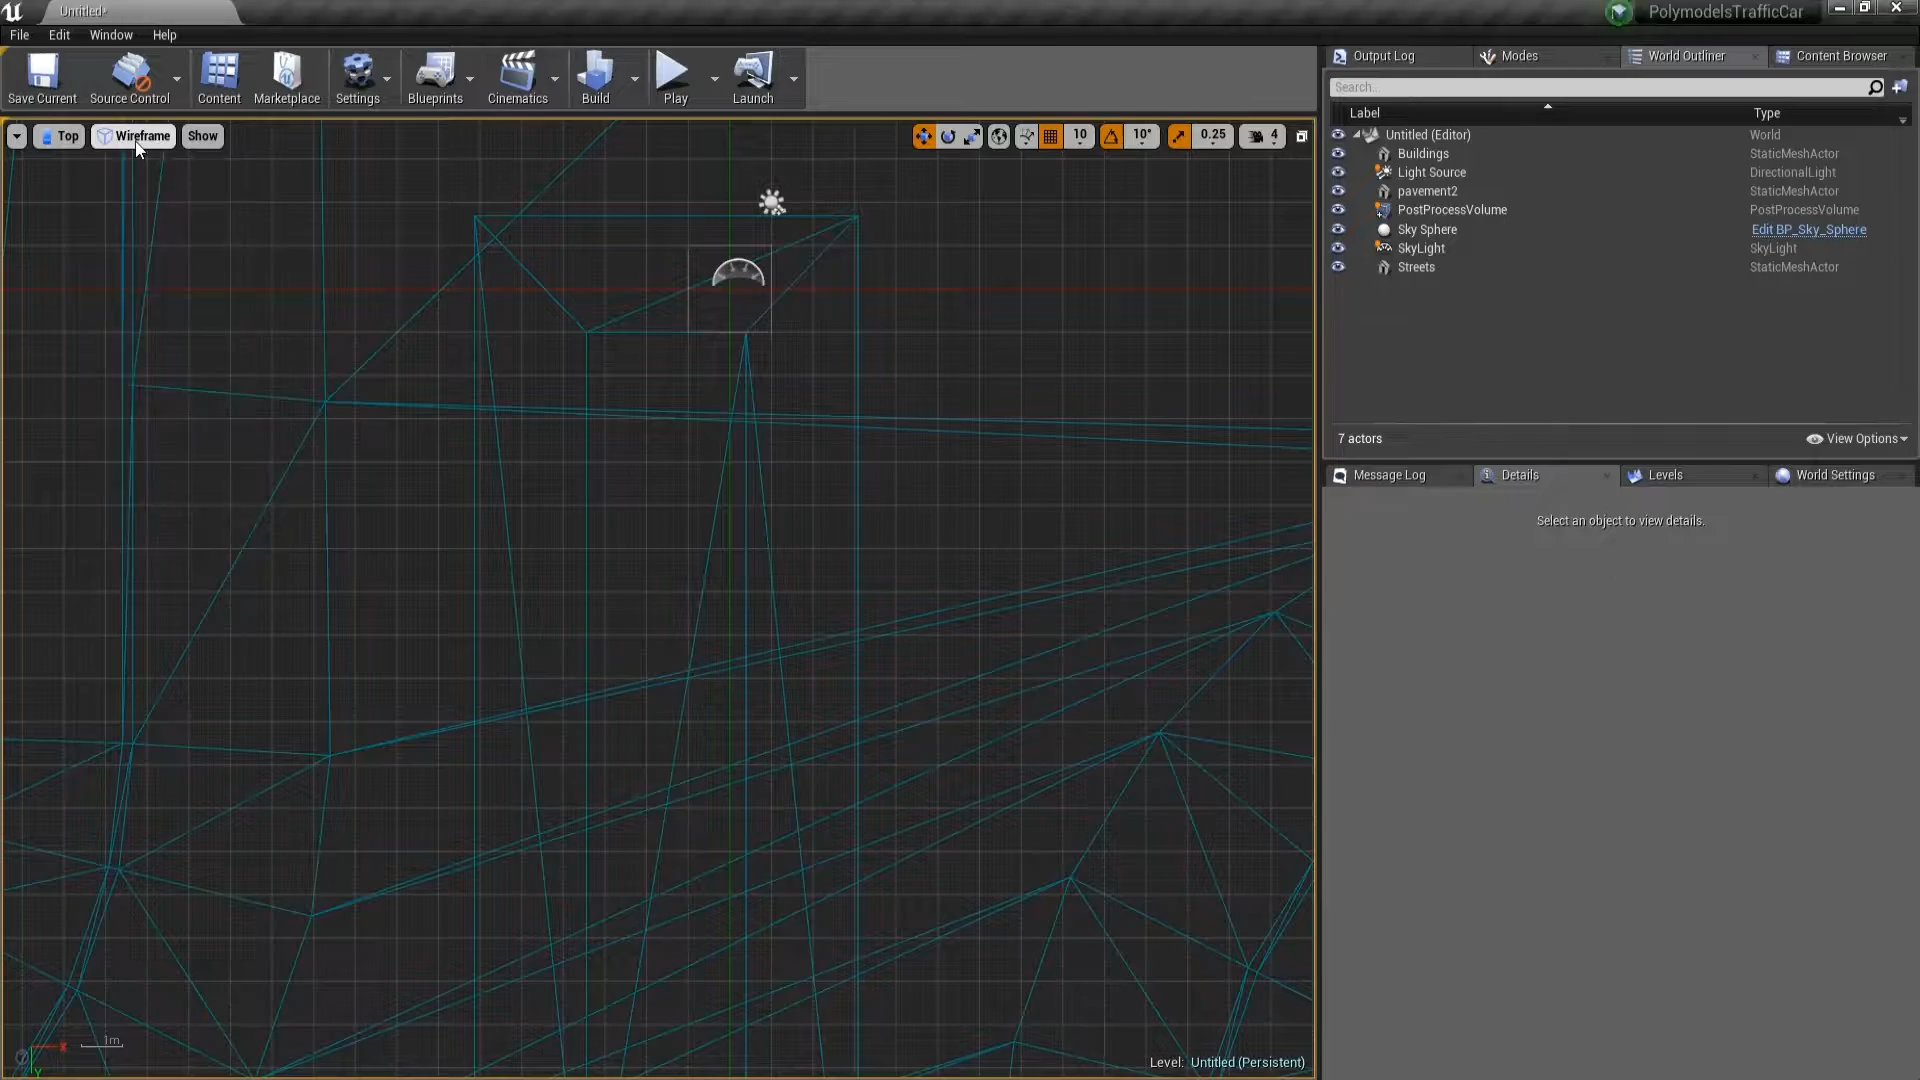 Untitled*
PolymodelsTrafficCar
File Edit Window Help
Save Current Source Control Content Marketplace Settings Blueprints Cinematics Build Play Launch
Output Log Modes World Outliner Content Browser
Search...
Label Type
Top Wireframe Show 10 10° 0.25 4
Untitled (Editor) World
Buildings StaticMeshActor
Light Source DirectionalLight
pavement2 StaticMeshActor
PostProcessVolume PostProcessVolume
Sky Sphere Edit BP_Sky_Sphere
SkyLight SkyLight
Streets StaticMeshActor
7 actors View Options
Message Log Details Levels World Settings
Select an object to view details.
1m
X
Y
Level: Untitled (Persistent)